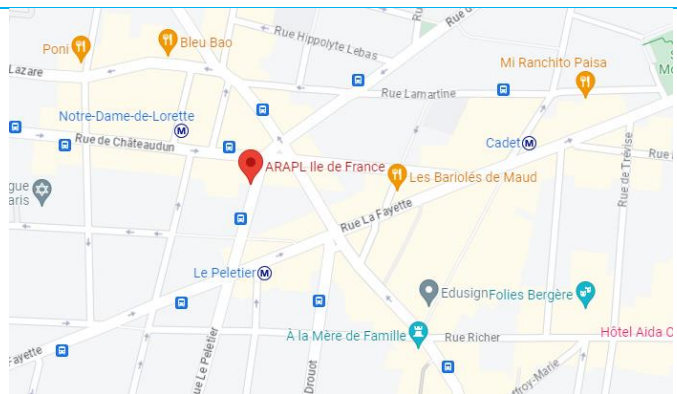 Rue Hippolyte Lebas
Bleu Bao
Poni
Lazare
Mi Ranchito Paisa
Rue Lamartine
Notre-Dame-de-Lorette
Rue de Châteaudun
Cadet
ARAPL Ile de France
Les Bariolés de Maud
Rue de Trévise
Rue La Fayette
Le Peletier
Edusign
Folies Bergère
À la Mère de Famille
Rue Richer
Hôtel Aida O
Fayette
Rue Le Peletier
Drouot